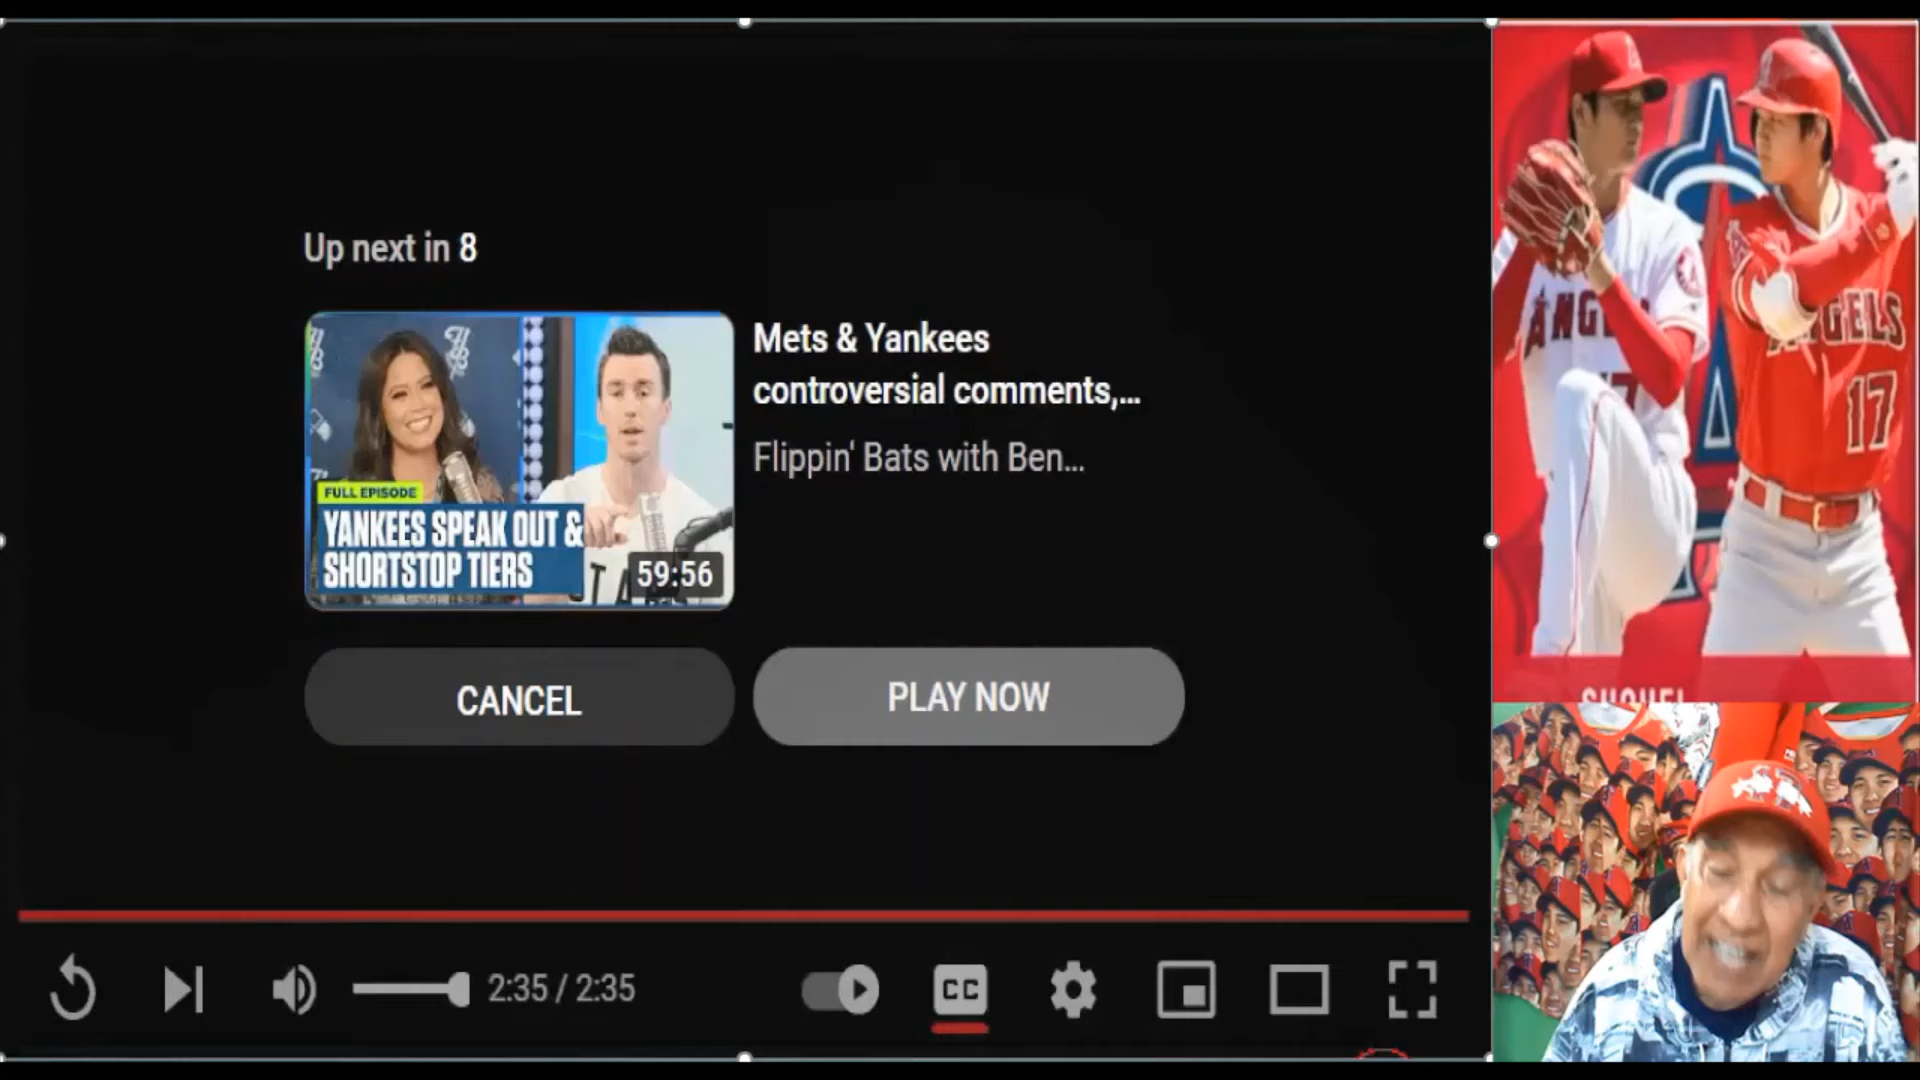 Up next in 8
Mets & Yankees
controversial comments,...
Flippin' Bats with Ben...
FULL EPISODE
YANKEES SPEAK OUT &
SHORTSTOP TIERS
59:56
CANCEL
PLAY NOW
2:35 / 2:35
CC
ANGELS
17